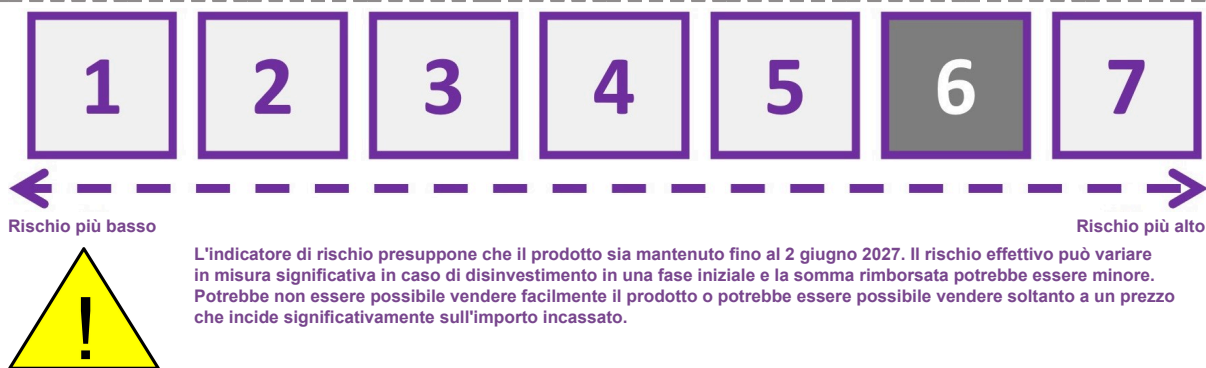 1 2 3 4 5 6 7
Rischio più basso Rischio più alto
L'indicatore di rischio presuppone che il prodotto sia mantenuto fino al 2 giugno 2027. Il rischio effettivo può variare
in misura significativa in caso di disinvestimento in una fase iniziale e la somma rimborsata potrebbe essere minore.
Potrebbe non essere possibile vendere facilmente il prodotto o potrebbe essere possibile vendere soltanto a un prezzo
che incide significativamente sull'importo incassato.
!